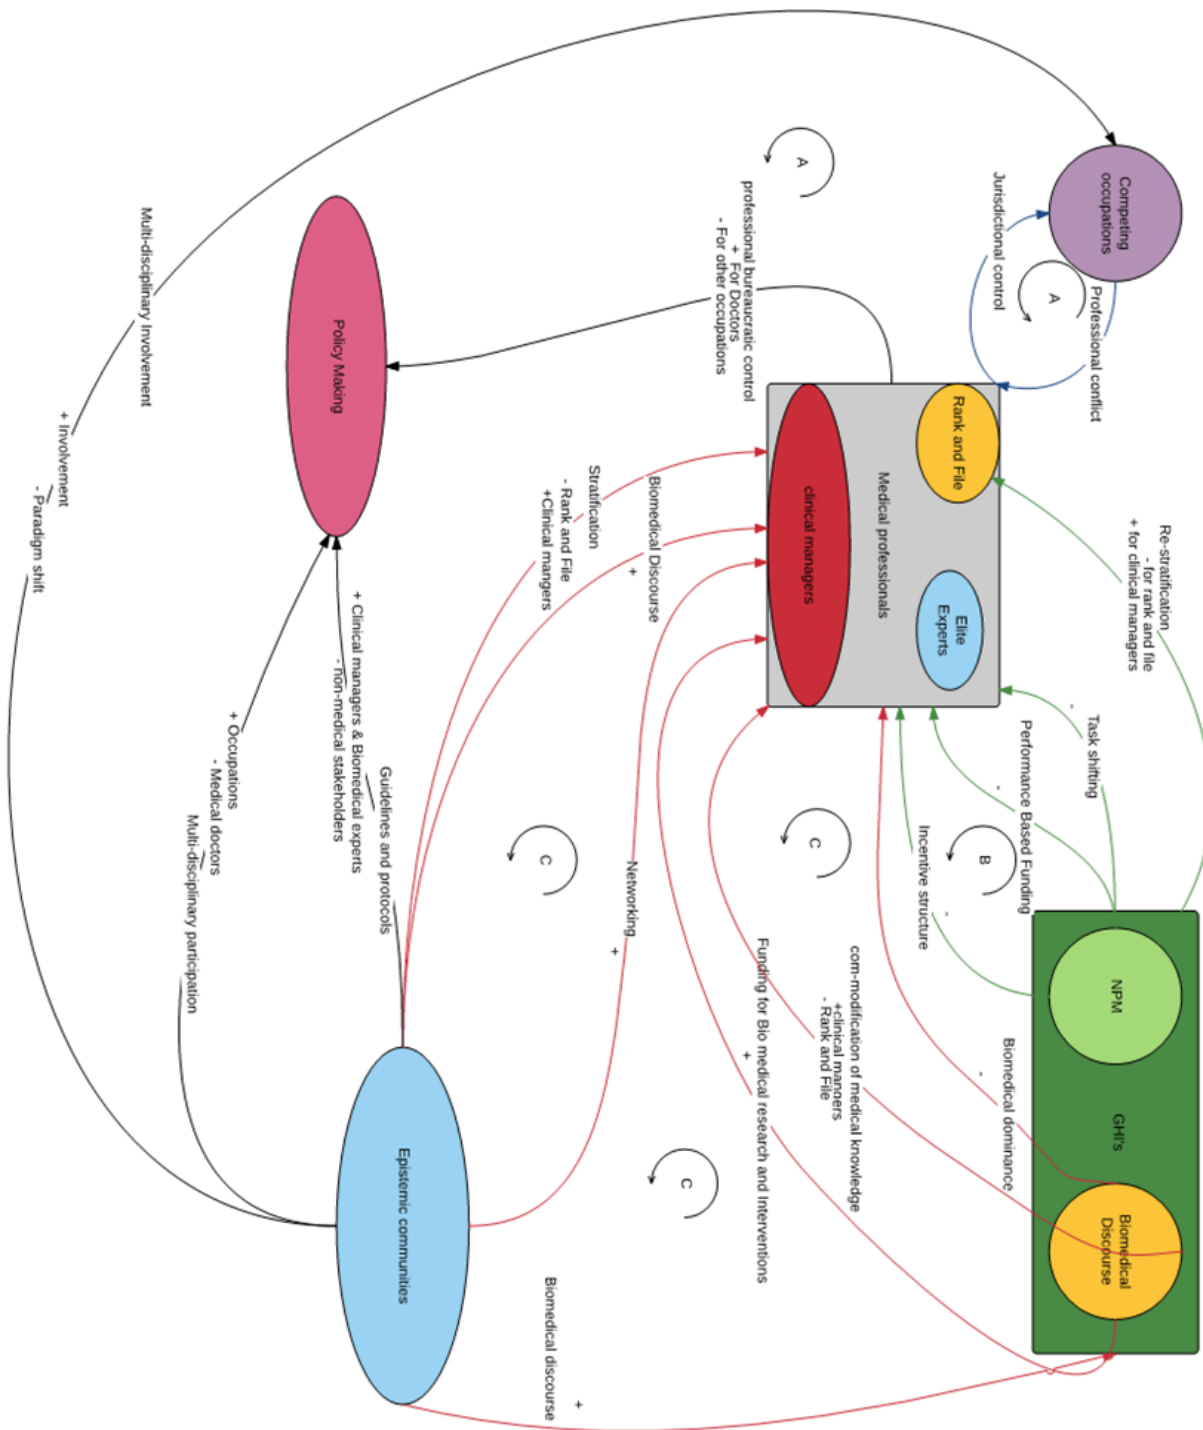 Competing
occupations
A
Professional conflict
Jurisdictional control
A
professional bureaucratic control
+ For Doctors
- For other occupations
Multi-disciplinary Involvement
+ Involvement
- Paradigm shift
Policy Making
Rank and File
Medical professionals
Elite
Experts
clinical managers
Re-stratification
- for rank and file
+ for clinical managers
Task shifting
-
Performance Based Funding
-
Incentive structure
-
B
NPM
GHI's
Biomedical
Discourse
Biomedical dominance
-
com-modification of medical knowledge
+clinical mangers
- Rank and File
Funding for Bio medical research and Interventions
+
C
C
C
Networking
+
Biomedical Discourse
+
Stratification
- Rank and File
+Clinical mangers
Guidelines and protocols
+ Clinical managers & Biomedical experts
- non-medical stakeholders
+ Occupations
- Medical doctors
Multi-disciplinary participation
Epistemic communities
Biomedical discourse
+